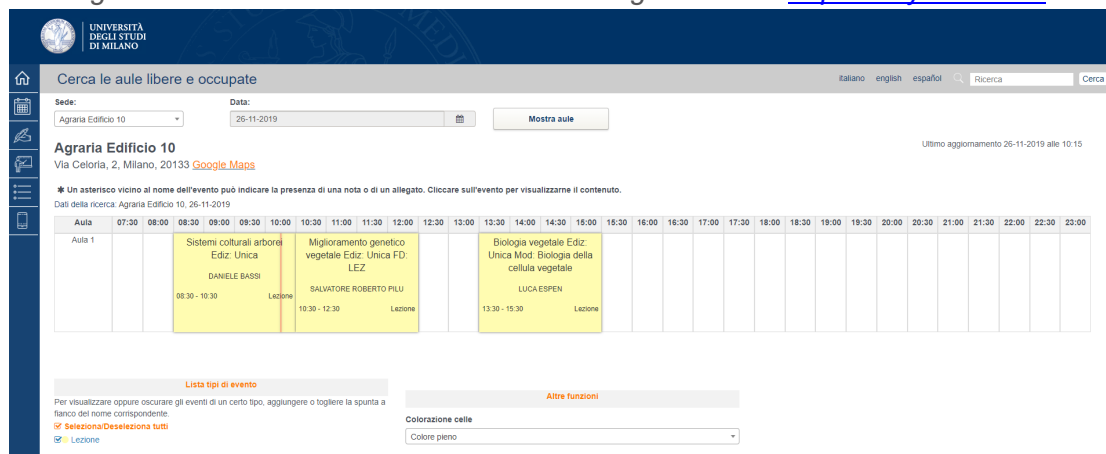 UNIVERSITÀ
DEGLI STUDI
DI MILANO
Cerca le aule libere e occupate
italiano english español Ricerca Cerca
Sede: Data:
Agraria Edificio 10 26-11-2019 Mostra aule
Agraria Edificio 10
Ultimo aggiornamento 26-11-2019 alle 10:15
Via Celoria, 2, Milano, 20133 Google Maps
✱ Un asterisco vicino al nome dell'evento può indicare la presenza di una nota o di un allegato. Cliccare sull'evento per visualizzarne il contenuto.
Dati della ricerca: Agraria Edificio 10, 26-11-2019
Aula 07:30 08:00 08:30 09:00 09:30 10:00 10:30 11:00 11:30 12:00 12:30 13:00 13:30 14:00 14:30 15:00 15:30 16:00 16:30 17:00 17:30 18:00 18:30 19:00 19:30 20:00 20:30 21:00 21:30 22:00 22:30 23:00
Aula 1
Sistemi colturali arborei
Ediz: Unica
DANIELE BASSI
08:30 - 10:30 Lezione
Miglioramento genetico
vegetale Ediz: Unica FD:
LEZ
SALVATORE ROBERTO PILU
10:30 - 12:30 Lezione
Biologia vegetale Ediz:
Unica Mod: Biologia della
cellula vegetale
LUCA ESPEN
13:30 - 15:30 Lezione
Lista tipi di evento
Per visualizzare oppure oscurare gli eventi di un certo tipo, aggiungere o togliere la spunta a
fianco del nome corrispondente.
Seleziona/Deseleziona tutti
Lezione
Altre funzioni
Colorazione celle
Colore pieno